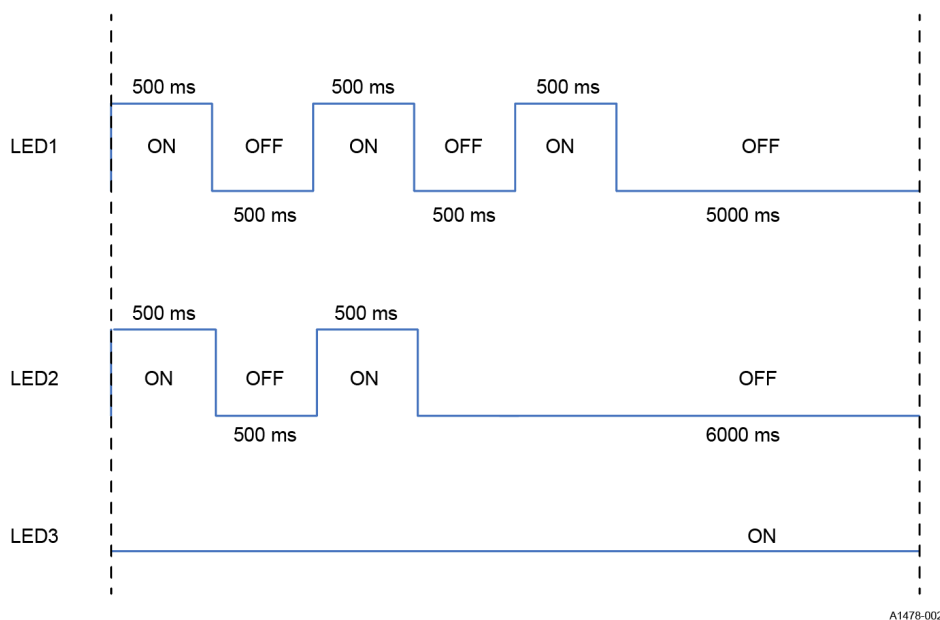 500 ms 500 ms 500 ms
LED1 ON OFF ON OFF ON OFF
500 ms 500 ms 5000 ms
500 ms 500 ms
LED2 ON OFF ON OFF
500 ms 6000 ms
LED3 ON
A1478-002